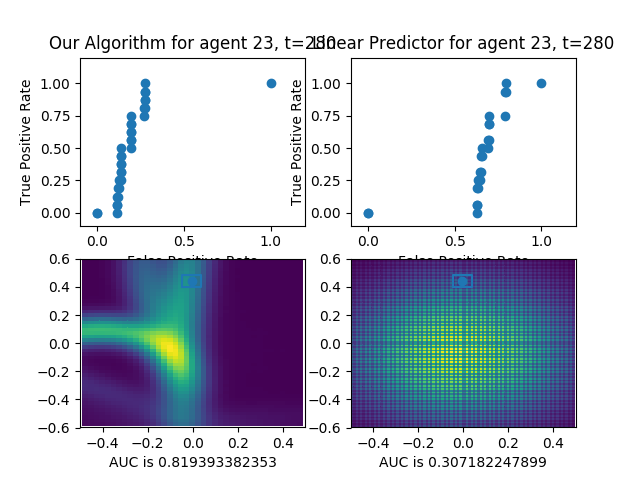 Our Algorithm for agent 23, t=280
Linear Predictor for agent 23, t=280
True Positive Rate
1.00
0.75
0.50
0.25
0.00
0.0 0.5 1.0
False Positive Rate
True Positive Rate
1.00
0.75
0.50
0.25
0.00
0.0 0.5 1.0
False Positive Rate
0.6
0.4
0.2
0.0
−0.2
−0.4
−0.6
−0.4 −0.2 0.0 0.2 0.4
AUC is 0.819393382353
0.6
0.4
0.2
0.0
−0.2
−0.4
−0.6
−0.4 −0.2 0.0 0.2 0.4
AUC is 0.307182247899